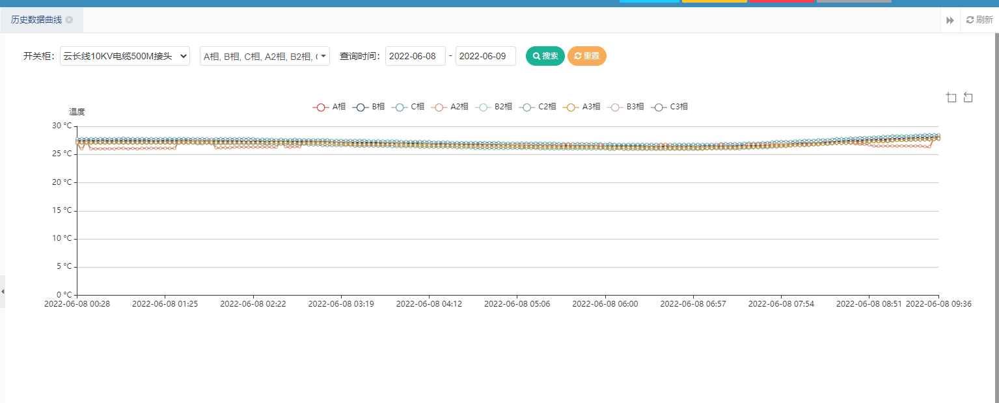 历史数据曲线
刷新
开关柜： 云长线10KV电缆500M接头 A相, B相, C相, A2相, B2相, 查询时间： 2022-06-08 - 2022-06-09 搜索 重置
A相 B相 C相 A2相 B2相 C2相 A3相 B3相 C3相
温度
30 °C
25 °C
20 °C
15 °C
10 °C
5 °C
0 °C
2022-06-08 00:28 2022-06-08 01:25 2022-06-08 02:22 2022-06-08 03:19 2022-06-08 04:12 2022-06-08 05:06 2022-06-08 06:00 2022-06-08 06:57 2022-06-08 07:54 2022-06-08 08:51 2022-06-08 09:36